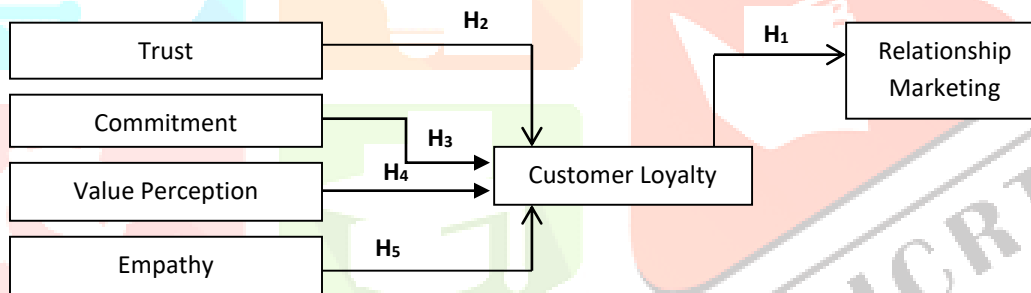 H2
H1
Trust
Relationship
Marketing
Commitment
H3
Customer Loyalty
H4
Value Perception
H5
Empathy